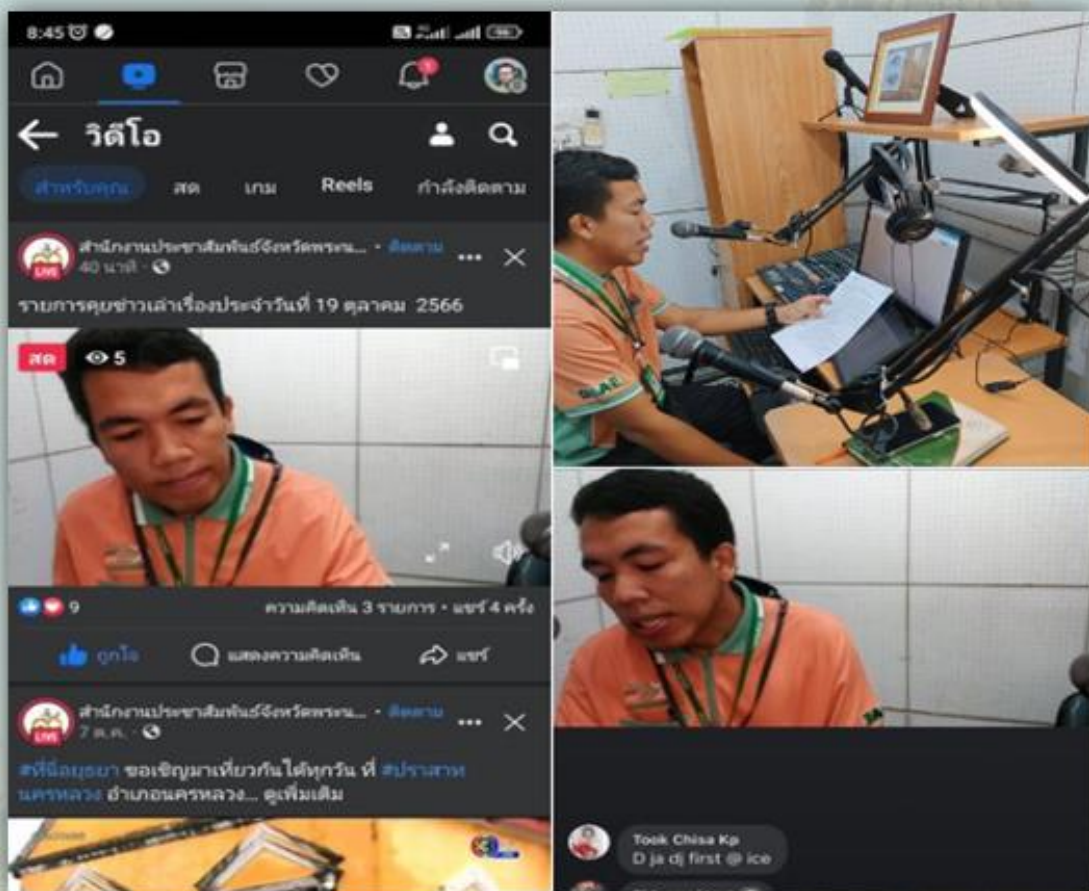 8:45
วิดีโอ
สำหรับคุณ สด เกม Reels กำลังติดตาม
สำนักงานประชาสัมพันธ์จังหวัดพระน... • ติดตาม
LIVE
40 นาที
รายการคุยข่าวเล่าเรื่องประจำวันที่ 19 ตุลาคม 2566
สด 5
9 ความคิดเห็น 3 รายการ • แชร์ 4 ครั้ง
ถูกใจ แสดงความคิดเห็น แชร์
สำนักงานประชาสัมพันธ์จังหวัดพระน... • ติดตาม
LIVE
7 ต.ค.
#ที่นี่อยุธยา ขอเชิญมาเที่ยวกันได้ทุกวัน ที่ #ปราสาท
นครหลวง อำเภอนครหลวง... ดูเพิ่มเติม
Took Chisa Kp
D ja dj first @ ice